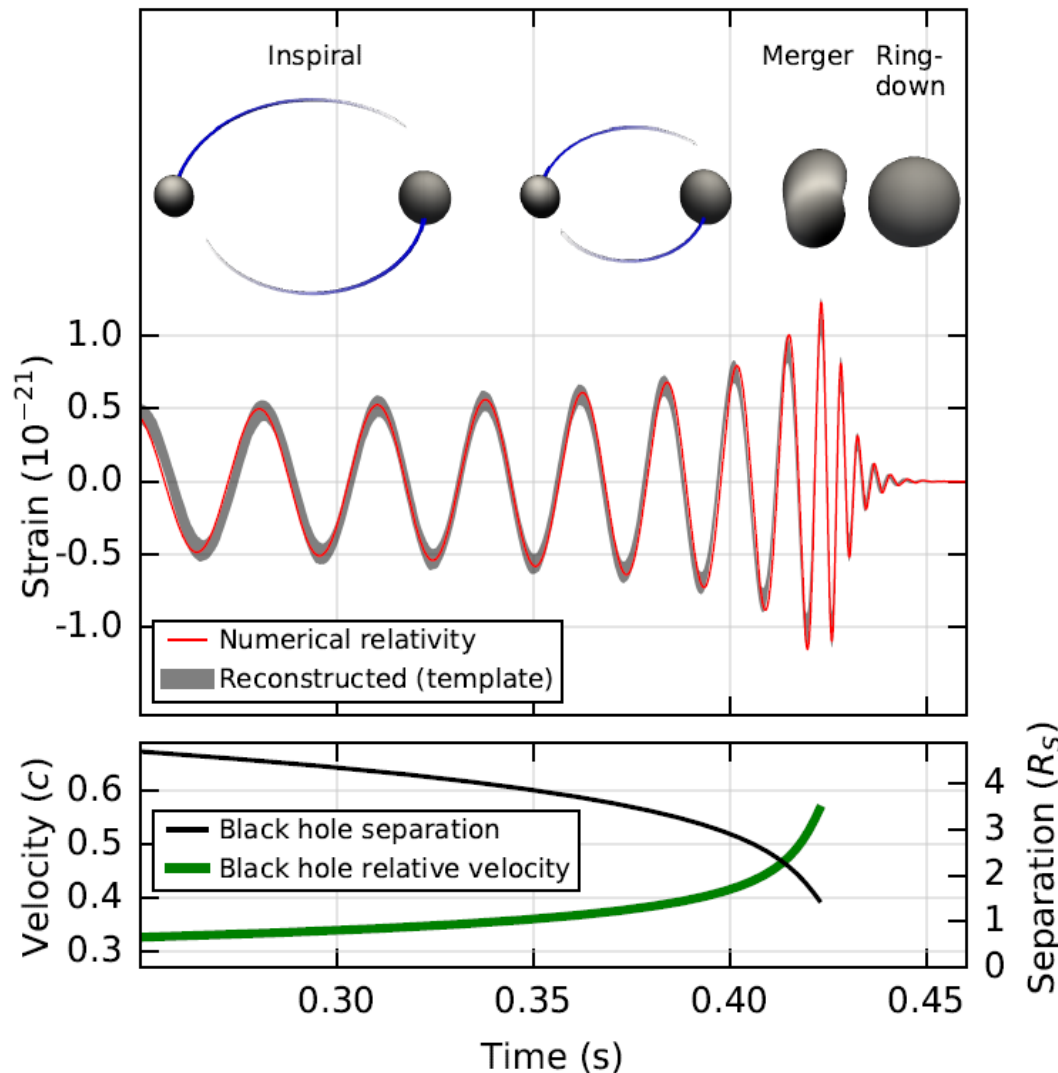 Inspiral
Merger
Ring-
down
Strain (10⁻²¹)
1.0
0.5
0.0
-0.5
-1.0
Numerical relativity
Reconstructed (template)
Velocity (c)
0.6
0.5
0.4
0.3
Black hole separation
Black hole relative velocity
4
3
2
1
0
Separation (R_S)
0.30
0.35
0.40
0.45
Time (s)